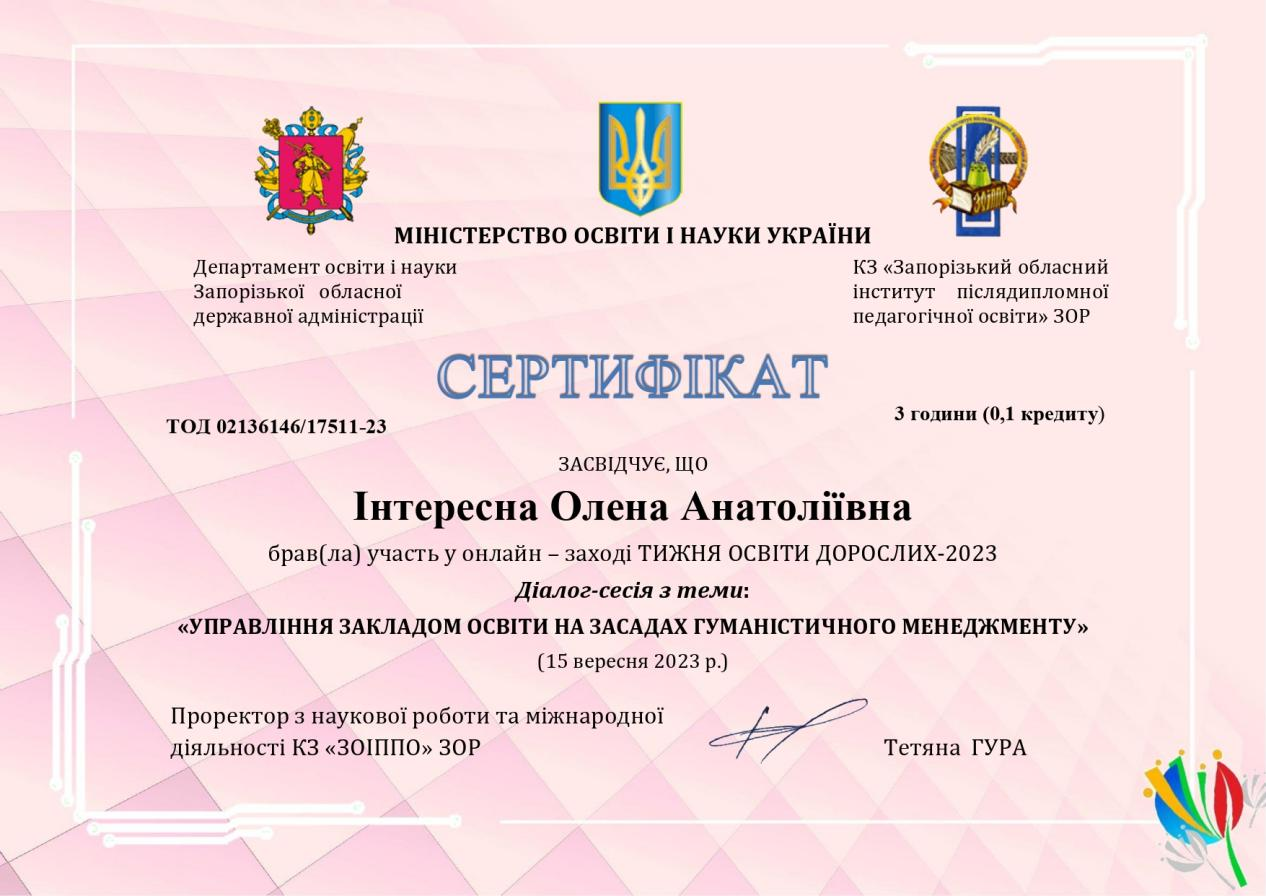 МІНІСТЕРСТВО ОСВІТИ І НАУКИ УКРАЇНИ
Департамент освіти і науки
Запорізької обласної
державної адміністрації
КЗ «Запорізький обласний
інститут післядипломної
педагогічної освіти» ЗОР
СЕРТИФІКАТ
ТОД 02136146/17511-23
3 години (0,1 кредиту)
ЗАСВІДЧУЄ, ЩО
Інтересна Олена Анатоліївна
брав(ла) участь у онлайн – заході ТИЖНЯ ОСВІТИ ДОРОСЛИХ-2023
Діалог-сесія з теми:
«УПРАВЛІННЯ ЗАКЛАДОМ ОСВІТИ НА ЗАСАДАХ ГУМАНІСТИЧНОГО МЕНЕДЖМЕНТУ»
(15 вересня 2023 р.)
Проректор з наукової роботи та міжнародної
діяльності КЗ «ЗОІППО» ЗОР
Тетяна ГУРА
ЗОІППО